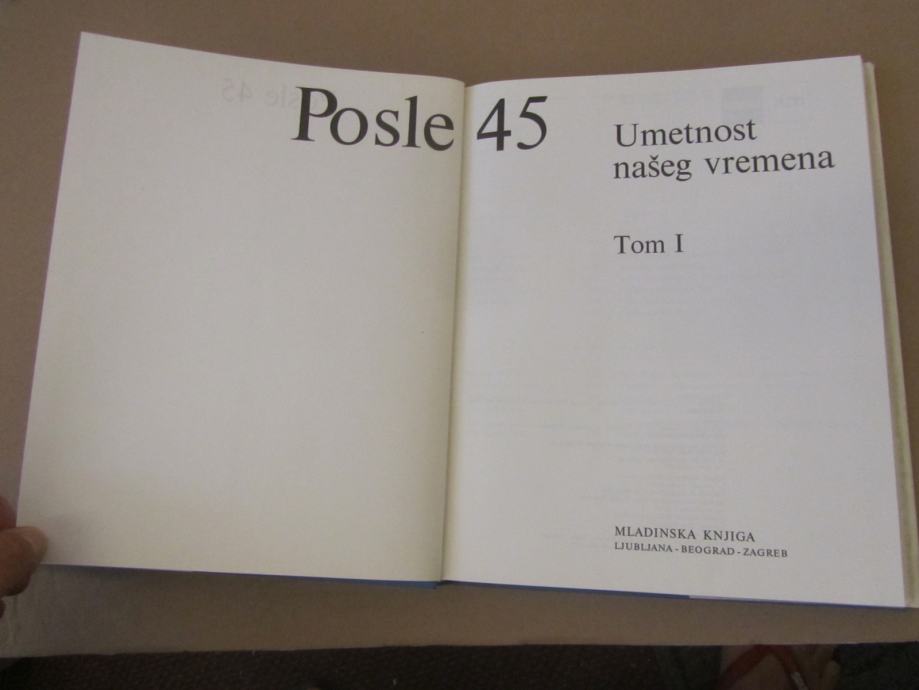 Posle 45
Umetnost
našeg vremena
Tom I
MLADINSKA KNJIGA
LJUBLJANA - BEOGRAD - ZAGREB